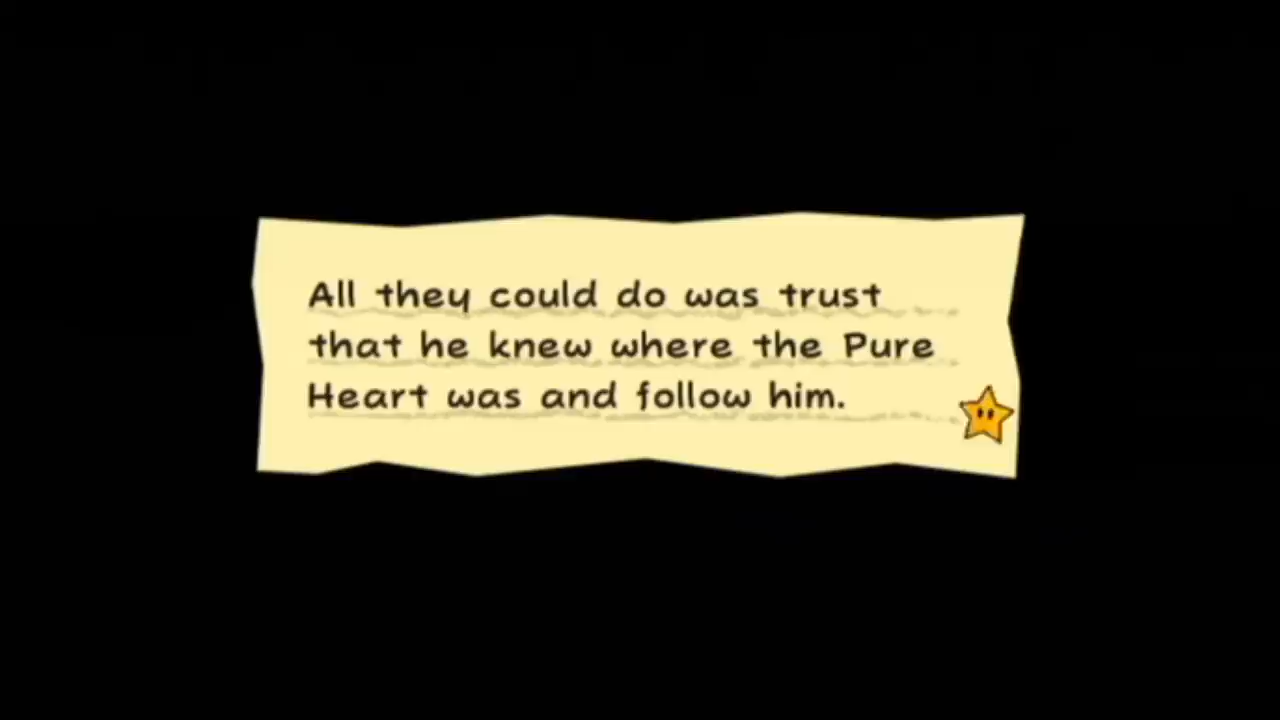 All they could do was trust
that he knew where the Pure
Heart was and follow him.